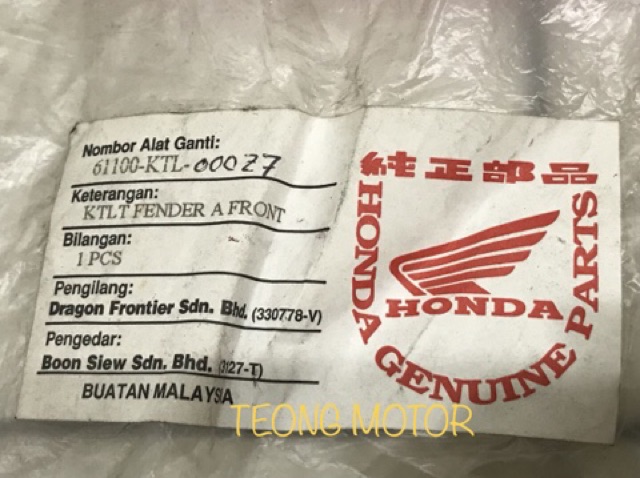 Nombor Alat Ganti:
61100-KTL-00027
Keterangan:
KTLT FENDER A FRONT
Bilangan:
1 PCS
Pengilang:
Dragon Frontier Sdn. Bhd. (330778-V)
Pengedar:
Boon Siew Sdn. Bhd. (3127-T)
BUATAN MALAYSIA
純正部品
HONDA
HONDA GENUINE PARTS
TEONG MOTOR